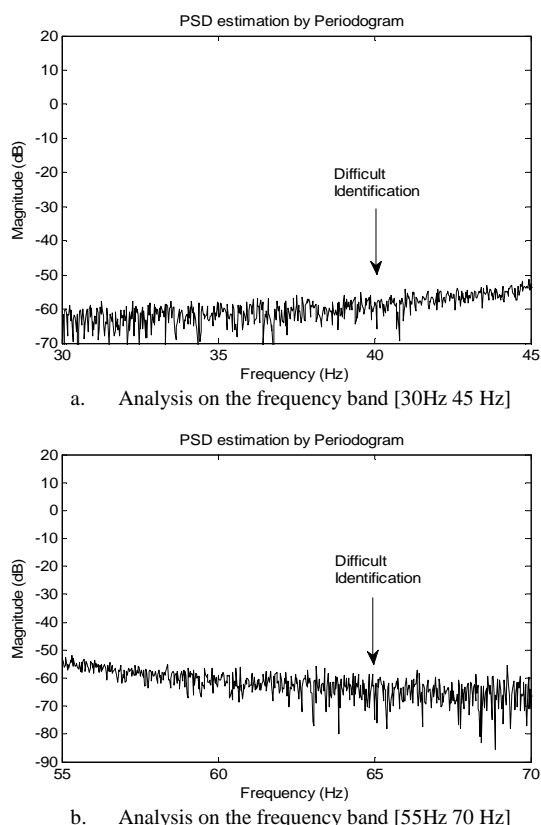 PSD estimation by Periodogram
20
10
0
-10
-20
-30
-40
-50
-60
-70
Magnitude (dB)
Difficult
Identification
30
35
40
45
Frequency (Hz)
a. Analysis on the frequency band [30Hz 45 Hz]
PSD estimation by Periodogram
20
10
0
-10
-20
-30
-40
-50
-60
-70
-80
-90
Magnitude (dB)
Difficult
Identification
55
60
65
70
Frequency (Hz)
b. Analysis on the frequency band [55Hz 70 Hz]